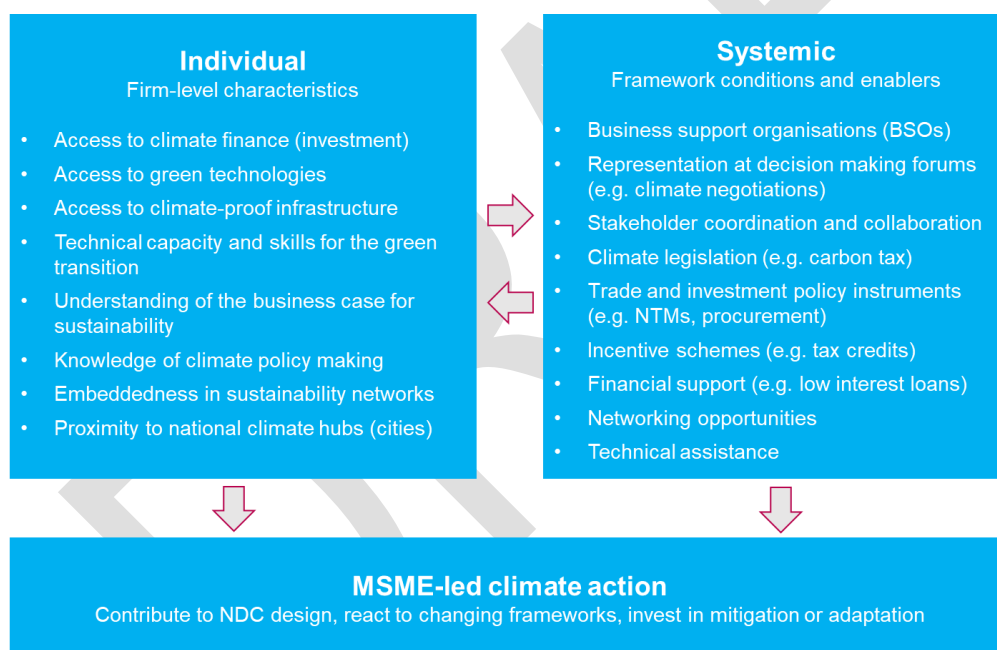 Individual
Firm-level characteristics
• Access to climate finance (investment)
• Access to green technologies
• Access to climate-proof infrastructure
• Technical capacity and skills for the green
transition
• Understanding of the business case for
sustainability
• Knowledge of climate policy making
• Embeddedness in sustainability networks
• Proximity to national climate hubs (cities)
Systemic
Framework conditions and enablers
• Business support organisations (BSOs)
• Representation at decision making forums
(e.g. climate negotiations)
• Stakeholder coordination and collaboration
• Climate legislation (e.g. carbon tax)
• Trade and investment policy instruments
(e.g. NTMs, procurement)
• Incentive schemes (e.g. tax credits)
• Financial support (e.g. low interest loans)
• Networking opportunities
• Technical assistance
MSME-led climate action
Contribute to NDC design, react to changing frameworks, invest in mitigation or adaptation